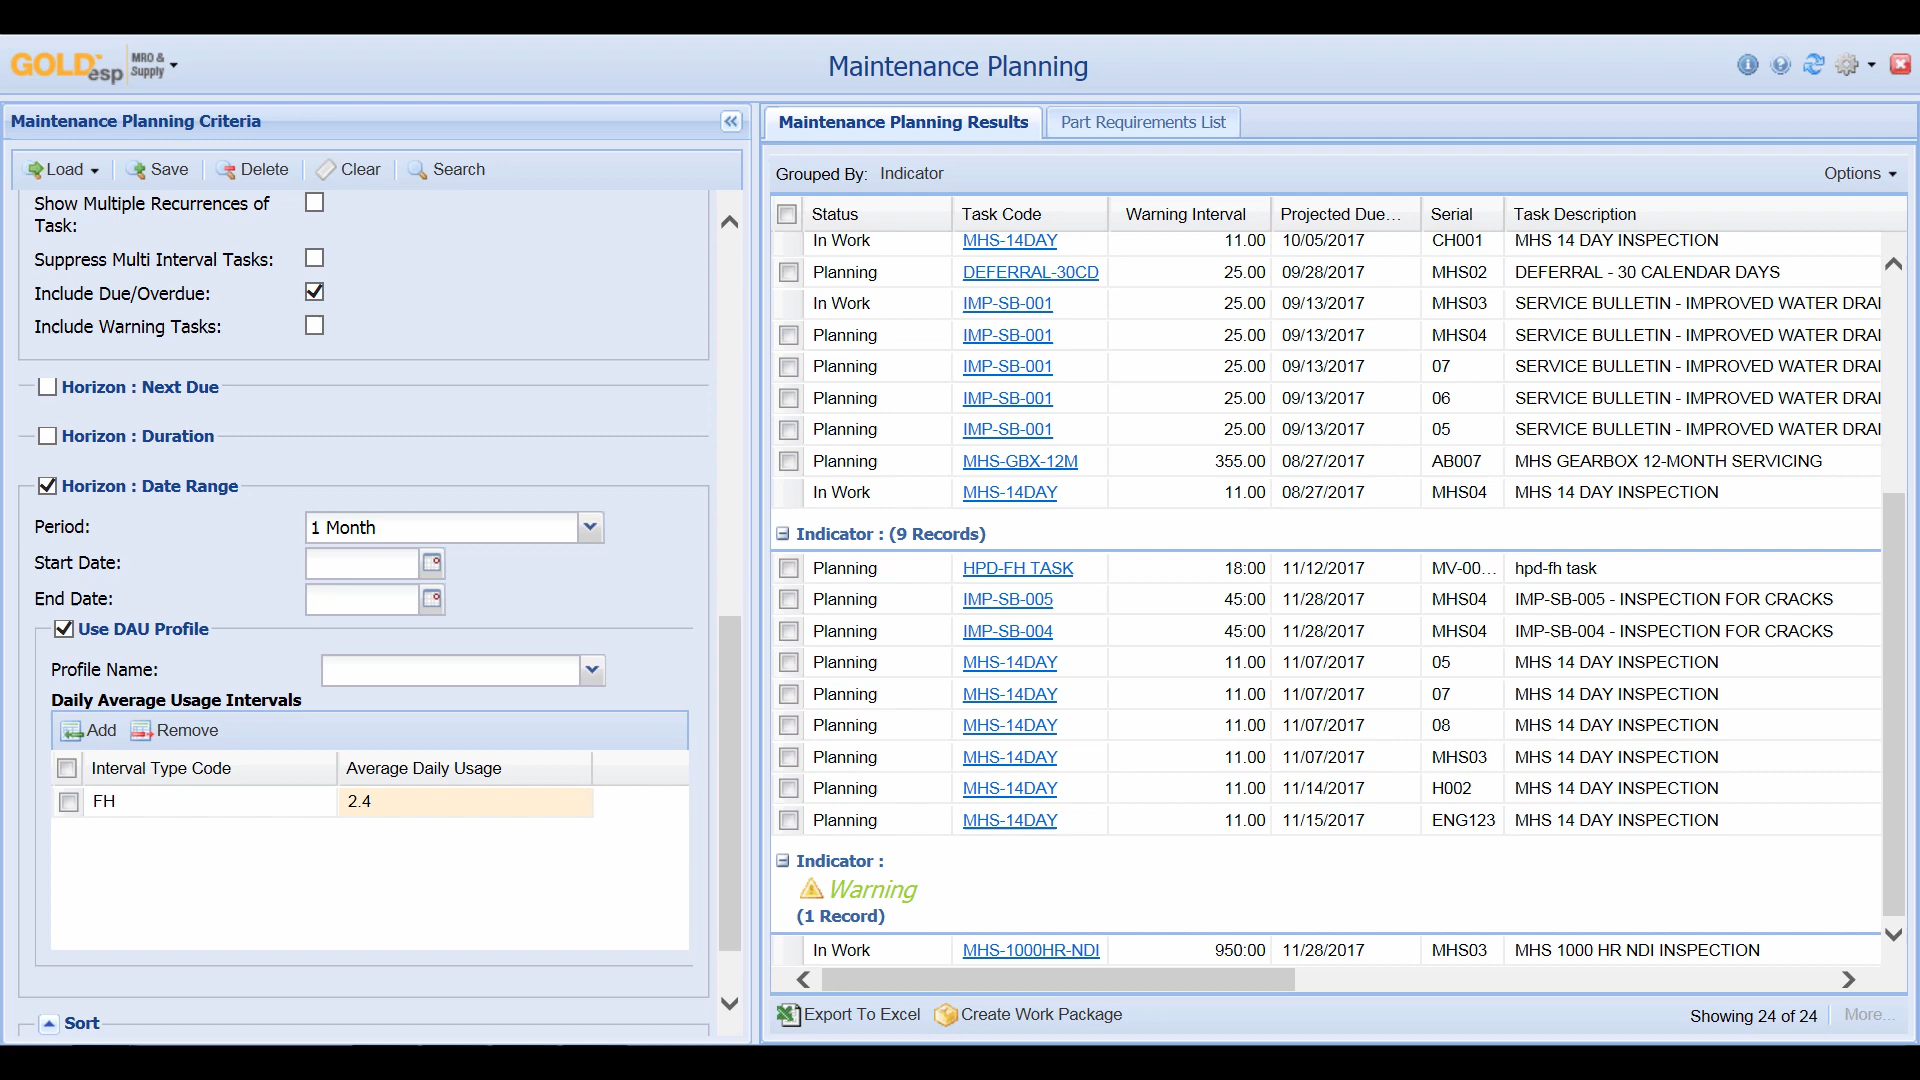 GOLDesp MRO & Supply
Maintenance Planning
Maintenance Planning Criteria
Load Save Delete Clear Search
Show Multiple Recurrences of
Task:
Suppress Multi Interval Tasks:
Include Due/Overdue:
Include Warning Tasks:
Horizon : Next Due
Horizon : Duration
Horizon : Date Range
Period: 1 Month
Start Date:
End Date:
Use DAU Profile
Profile Name:
Daily Average Usage Intervals
Add Remove
Interval Type Code Average Daily Usage
FH 2.4
Sort
Maintenance Planning Results Part Requirements List
Grouped By: Indicator Options
Status Task Code Warning Interval Projected Due... Serial Task Description
In Work MHS-14DAY 11.00 10/05/2017 CH001 MHS 14 DAY INSPECTION
Planning DEFERRAL-30CD 25.00 09/28/2017 MHS02 DEFERRAL - 30 CALENDAR DAYS
In Work IMP-SB-001 25.00 09/13/2017 MHS03 SERVICE BULLETIN - IMPROVED WATER DRAI
Planning IMP-SB-001 25.00 09/13/2017 MHS04 SERVICE BULLETIN - IMPROVED WATER DRAI
Planning IMP-SB-001 25.00 09/13/2017 07 SERVICE BULLETIN - IMPROVED WATER DRAI
Planning IMP-SB-001 25.00 09/13/2017 06 SERVICE BULLETIN - IMPROVED WATER DRAI
Planning IMP-SB-001 25.00 09/13/2017 05 SERVICE BULLETIN - IMPROVED WATER DRAI
Planning MHS-GBX-12M 355.00 08/27/2017 AB007 MHS GEARBOX 12-MONTH SERVICING
In Work MHS-14DAY 11.00 08/27/2017 MHS04 MHS 14 DAY INSPECTION
Indicator : (9 Records)
Planning HPD-FH TASK 18:00 11/12/2017 MV-00... hpd-fh task
Planning IMP-SB-005 45:00 11/28/2017 MHS04 IMP-SB-005 - INSPECTION FOR CRACKS
Planning IMP-SB-004 45:00 11/28/2017 MHS04 IMP-SB-004 - INSPECTION FOR CRACKS
Planning MHS-14DAY 11.00 11/07/2017 05 MHS 14 DAY INSPECTION
Planning MHS-14DAY 11.00 11/07/2017 07 MHS 14 DAY INSPECTION
Planning MHS-14DAY 11.00 11/07/2017 08 MHS 14 DAY INSPECTION
Planning MHS-14DAY 11.00 11/07/2017 MHS03 MHS 14 DAY INSPECTION
Planning MHS-14DAY 11.00 11/14/2017 H002 MHS 14 DAY INSPECTION
Planning MHS-14DAY 11.00 11/15/2017 ENG123 MHS 14 DAY INSPECTION
Indicator :
Warning
(1 Record)
In Work MHS-1000HR-NDI 950:00 11/28/2017 MHS03 MHS 1000 HR NDI INSPECTION
Export To Excel Create Work Package Showing 24 of 24 More...